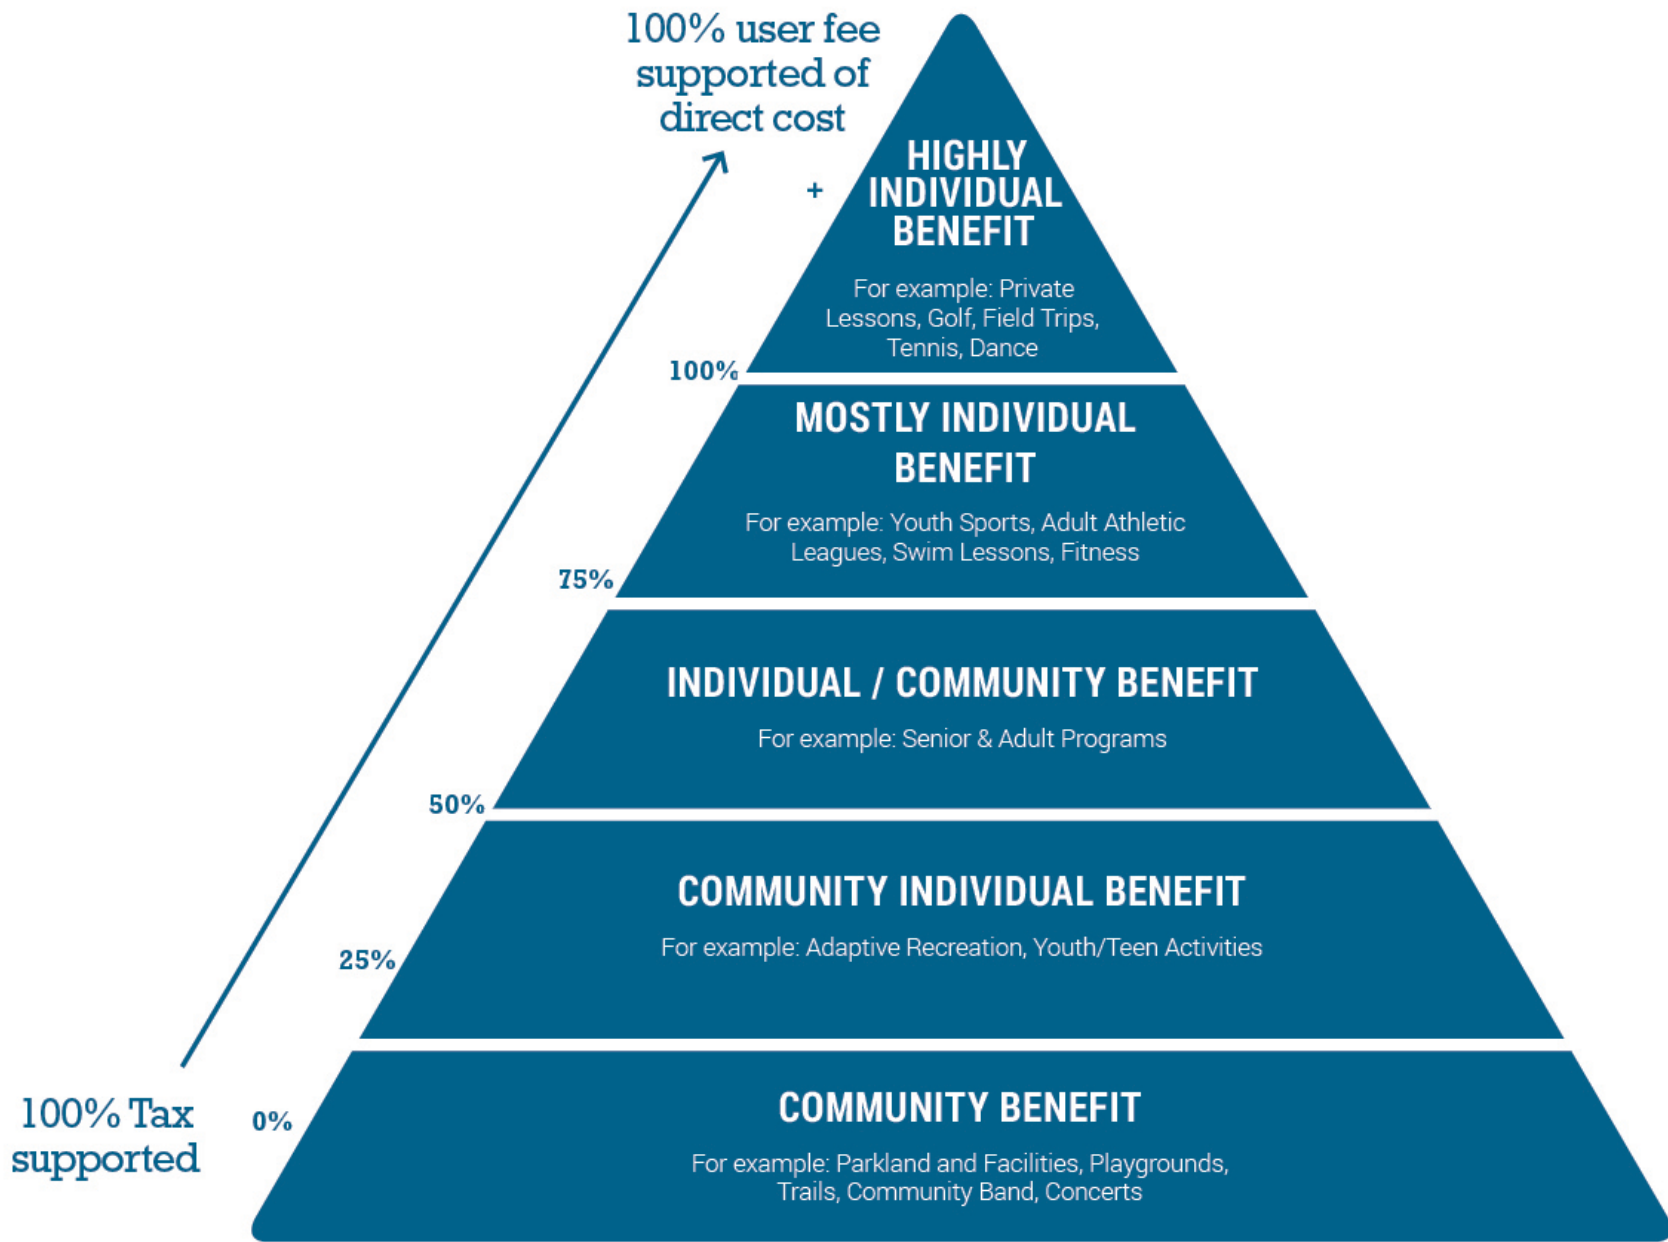 100% user fee
supported of
direct cost
+
HIGHLY
INDIVIDUAL
BENEFIT
For example: Private
Lessons, Golf, Field Trips,
Tennis, Dance
100%
MOSTLY INDIVIDUAL
BENEFIT
For example: Youth Sports, Adult Athletic
Leagues, Swim Lessons, Fitness
75%
INDIVIDUAL / COMMUNITY BENEFIT
For example: Senior & Adult Programs
50%
COMMUNITY INDIVIDUAL BENEFIT
For example: Adaptive Recreation, Youth/Teen Activities
25%
100% Tax
supported
0%
COMMUNITY BENEFIT
For example: Parkland and Facilities, Playgrounds,
Trails, Community Band, Concerts